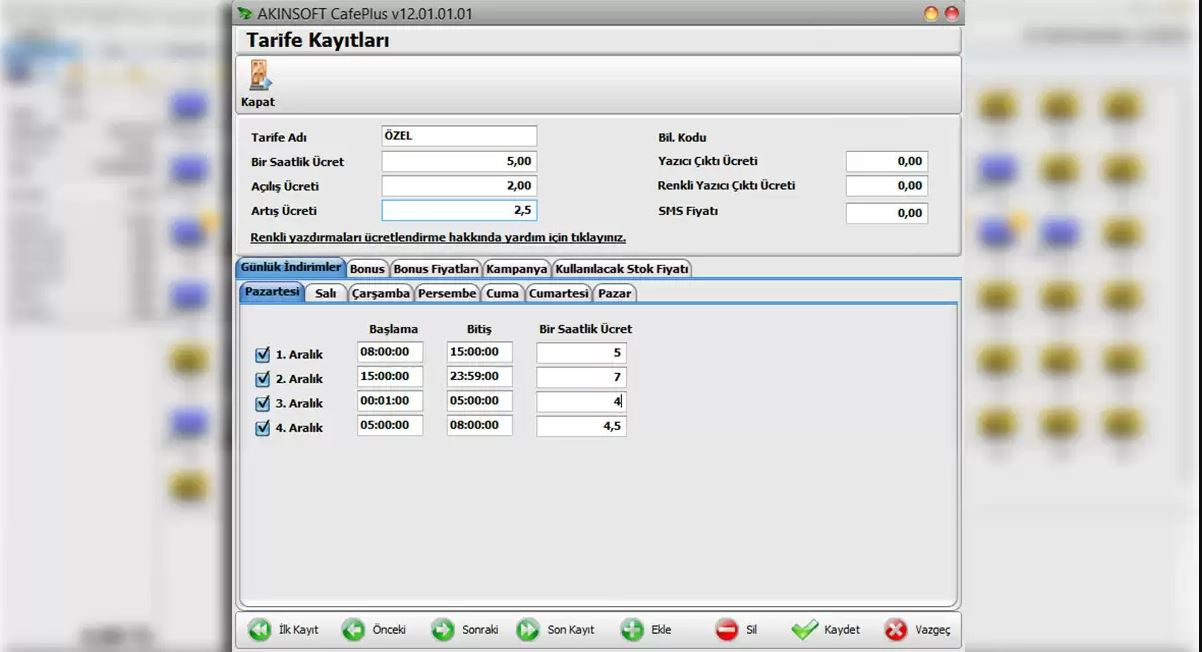 AKINSOFT CafePlus v12.01.01.01
Tarife Kayıtları
Kapat
Tarife Adı ÖZEL Bil. Kodu
Bir Saatlik Ücret 5,00 Yazıcı Çıktı Ücreti 0,00
Açılış Ücreti 2,00 Renkli Yazıcı Çıktı Ücreti 0,00
Artış Ücreti 2,5 SMS Fiyatı 0,00
Renkli yazdırmaları ücretlendirme hakkında yardım için tıklayınız.
Günlük İndirimler Bonus Bonus Fiyatları Kampanya Kullanılacak Stok Fiyatı
Pazartesi Salı Çarşamba Persembe Cuma Cumartesi Pazar
Başlama Bitiş Bir Saatlik Ücret
1. Aralık 08:00:00 15:00:00 5
2. Aralık 15:00:00 23:59:00 7
3. Aralık 00:01:00 05:00:00 4
4. Aralık 05:00:00 08:00:00 4,5
İlk Kayıt Önceki Sonraki Son Kayıt Ekle Sil Kaydet Vazgeç